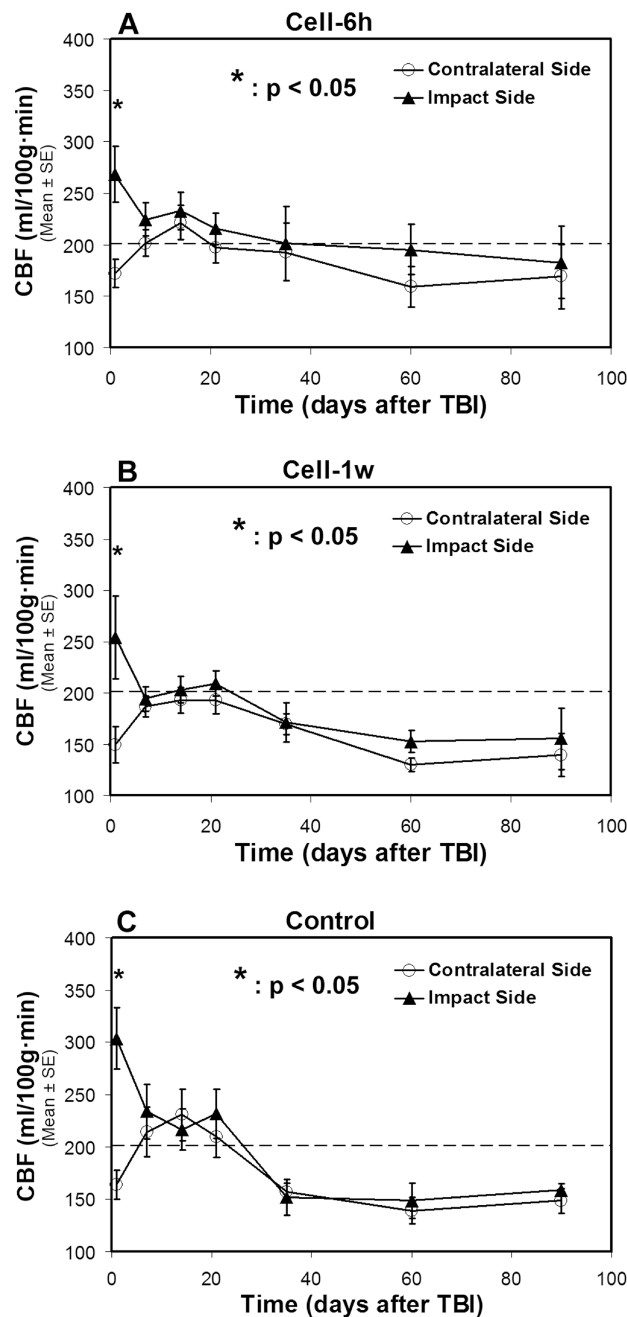 A
Cell-6h
400
350
300
250
200
150
100
CBF (ml/100g·min)
(Mean ± SE)
*
* : p < 0.05
Contralateral Side
Impact Side
0 20 40 60 80 100
Time (days after TBI)
B
Cell-1w
400
350
300
250
200
150
100
CBF (ml/100g·min)
(Mean ± SE)
*
* : p < 0.05
Contralateral Side
Impact Side
0 20 40 60 80 100
Time (days after TBI)
C
Control
400
350
300
250
200
150
100
CBF (ml/100g·min)
(Mean ± SE)
*
* : p < 0.05
Contralateral Side
Impact Side
0 20 40 60 80 100
Time (days after TBI)